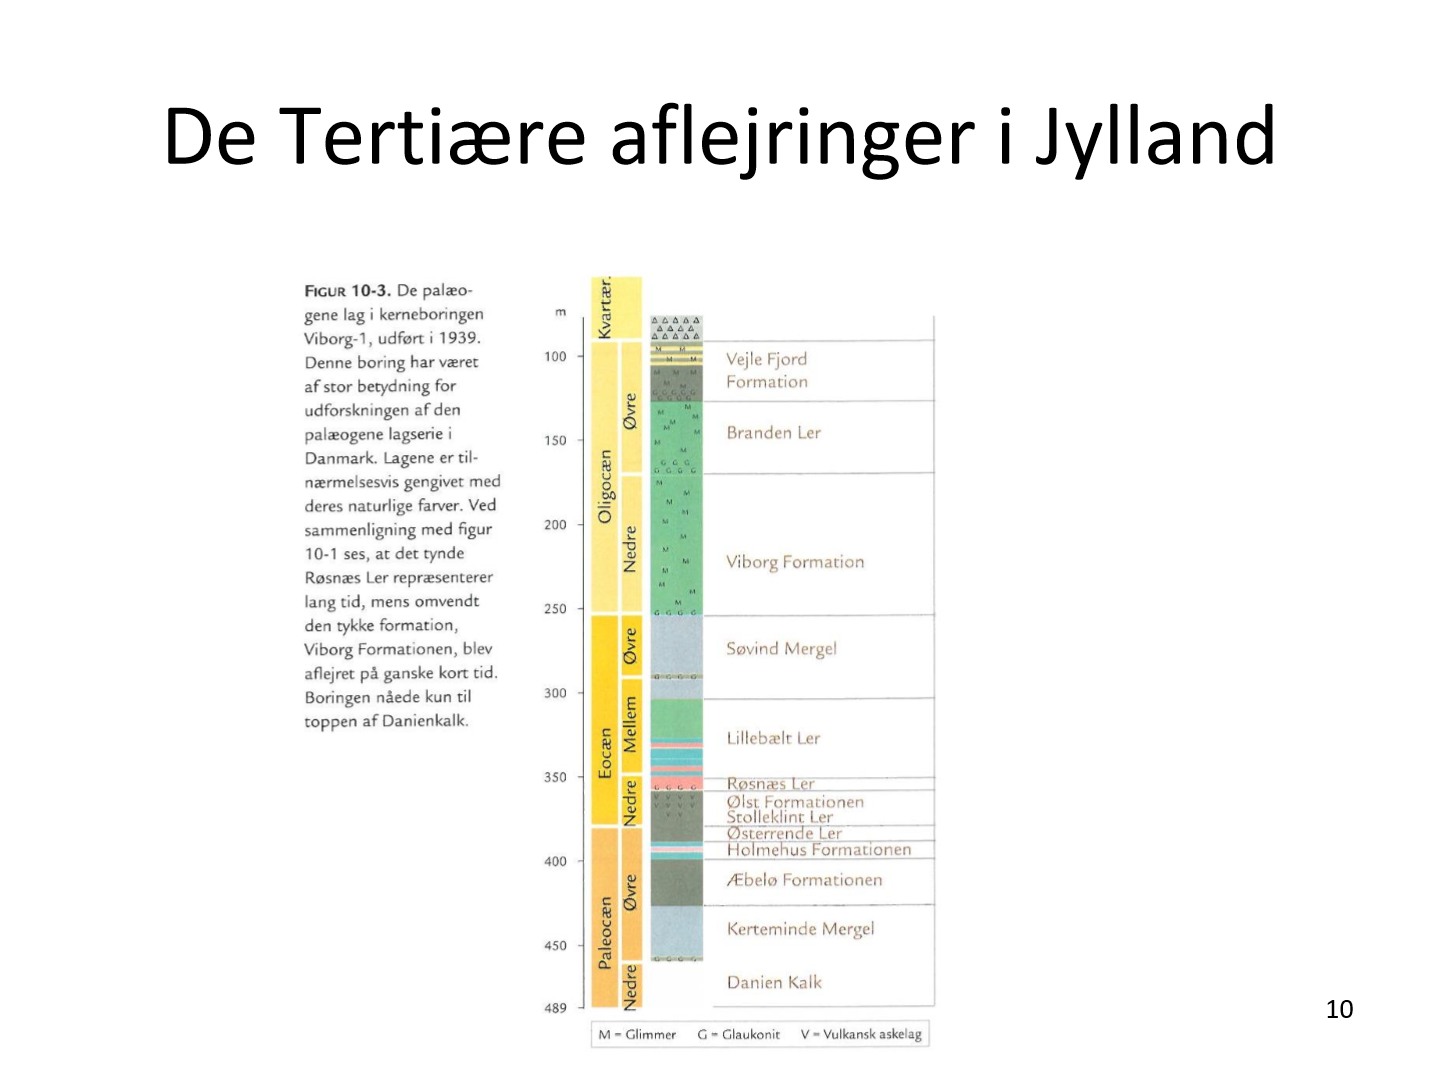 De Tertiære aflejringer i Jylland
FIGUR 10-3. De palæo-
gene lag i kerneboringen
Viborg-1, udført i 1939.
Denne boring har været
af stor betydning for
udforskningen af den
palæogene lagserie i
Danmark. Lagene er til-
nærmelsesvis gengivet med
deres naturlige farver. Ved
sammenligning med figur
10-1 ses, at det tynde
Røsnæs Ler repræsenterer
lang tid, mens omvendt
den tykke formation,
Viborg Formationen, blev
aflejret på ganske kort tid.
Boringen nåede kun til
toppen af Danienkalk.
m
100
150
200
250
300
350
400
450
489
Kvartær.
Oligocæn
Øvre
Nedre
Eocæn
Øvre
Mellem
Nedre
Paleocæn
Øvre
Nedre
Vejle Fjord
Formation
Branden Ler
Viborg Formation
Søvind Mergel
Lillebælt Ler
Røsnæs Ler
Ølst Formationen
Stolleklint Ler
Østerrende Ler
Holmehus Formationen
Æbelø Formationen
Kerteminde Mergel
Danien Kalk
M = Glimmer G = Glaukonit V = Vulkansk askelag
10